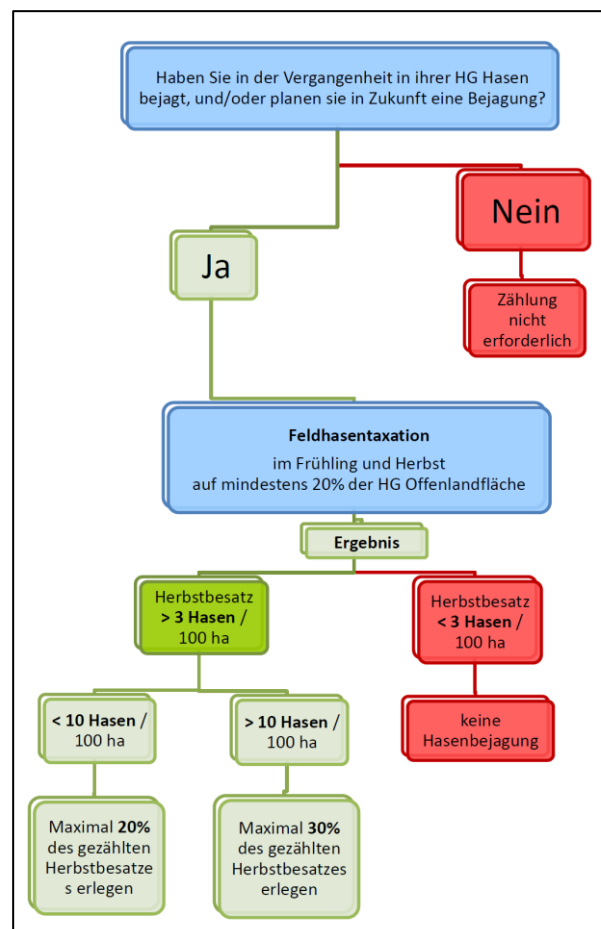 Haben Sie in der Vergangenheit in ihrer HG Hasen
bejagt, und/oder planen sie in Zukunft eine Bejagung?
Nein
Ja
Zählung
nicht
erforderlich
Feldhasentaxation
im Frühling und Herbst
auf mindestens 20% der HG Offenlandfläche
Ergebnis
Herbstbesatz
> 3 Hasen /
100 ha
Herbstbesatz
< 3 Hasen /
100 ha
< 10 Hasen /
100 ha
> 10 Hasen /
100 ha
keine
Hasenbejagung
Maximal 20%
des gezählten
Herbstbesatze
s erlegen
Maximal 30%
des gezählten
Herbstbesatzes
erlegen